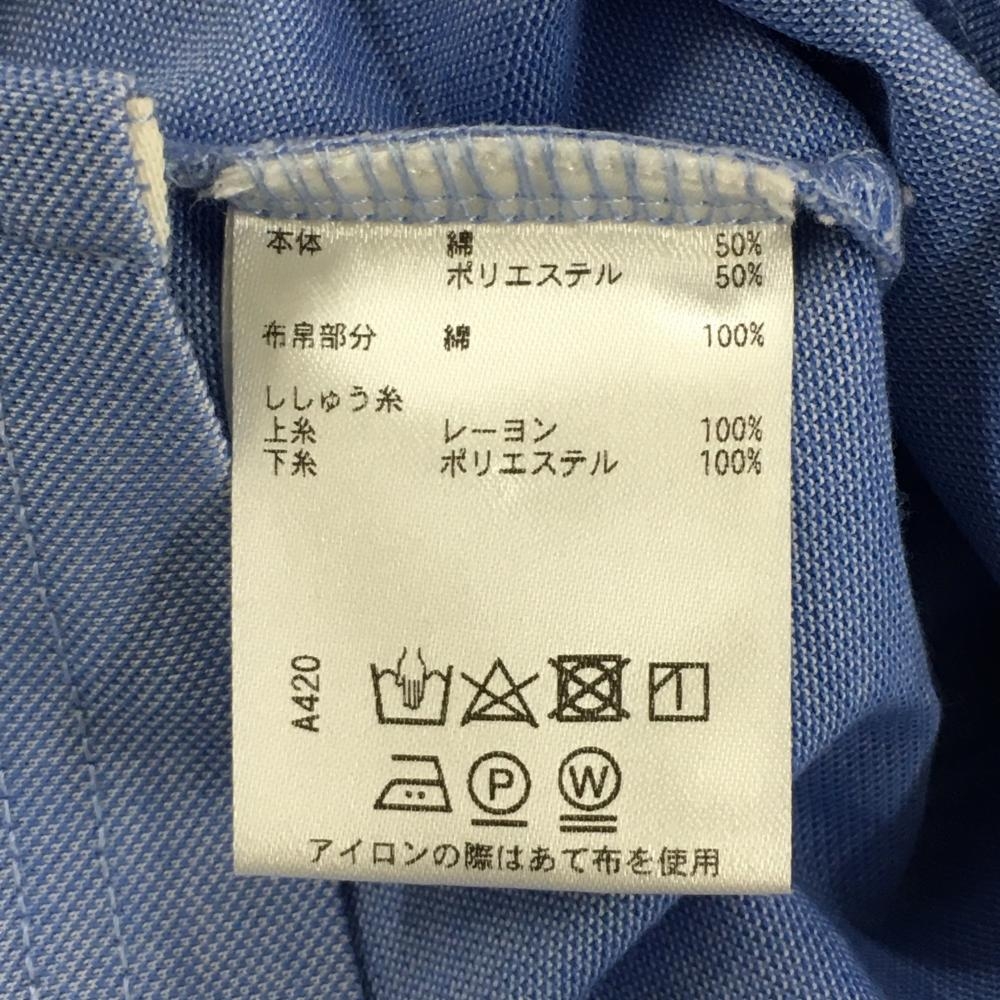 本体 綿 50%
ポリエステル 50%
布帛部分 綿 100%
ししゅう糸
上糸 レーヨン 100%
下糸 ポリエステル 100%
A420
P W
アイロンの際はあて布を使用